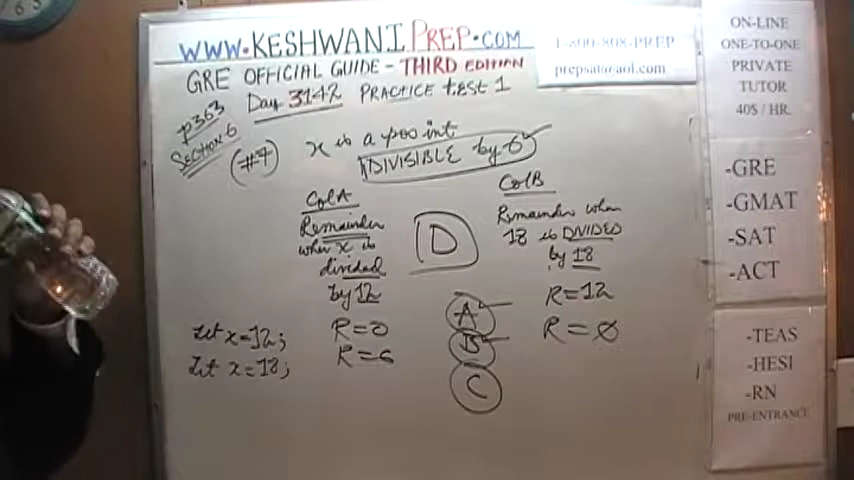 WWW.KESHWANIPREP.COM
GRE OFFICIAL GUIDE - THIRD EDITION
Day 3142 PRACTICE test 1
p363
SECTION 6
(#7)
x is a pos int
DIVISIBLE by 6
Col A
Remainder
when x is
divided
by 12
D
Col B
Remainder when
18 is DIVIDED
by 18
Let x=12; R=0 A R=12
Let x=18; R=6 B R=0
C
1-800-808-PREP
prepsat@aol.com
ON-LINE
ONE-TO-ONE
PRIVATE
TUTOR
40$ / HR.
-GRE
-GMAT
-SAT
-ACT
-TEAS
-HESI
-RN
PRE-ENTRANCE